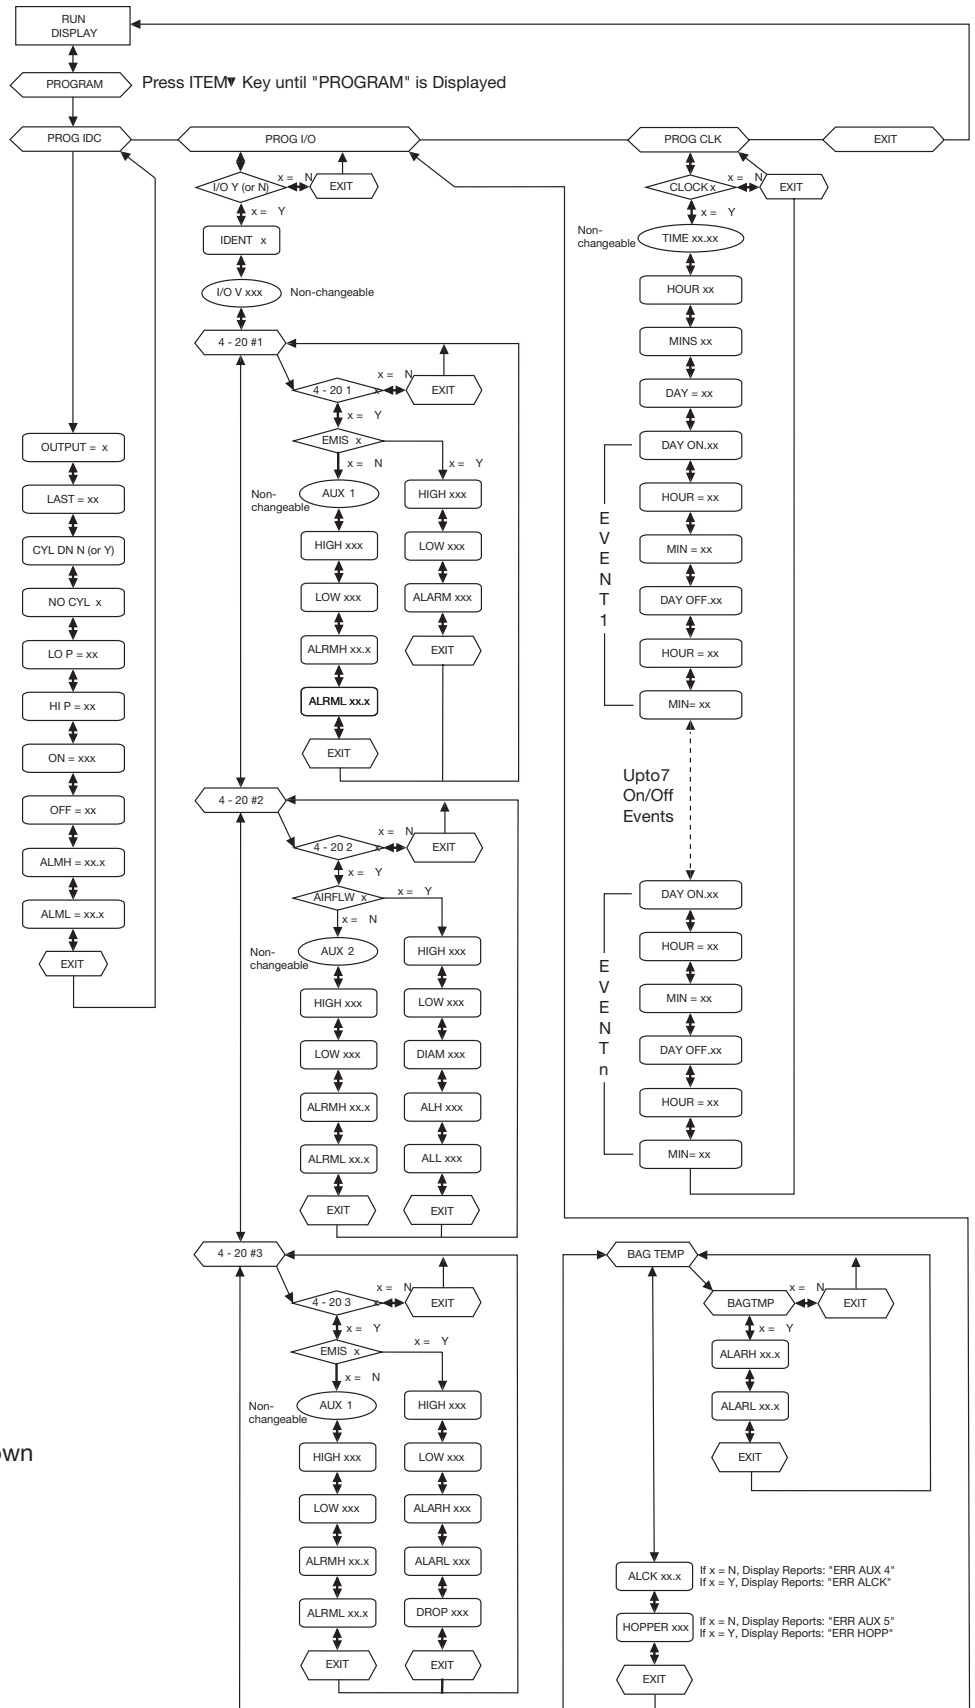 RUN
DISPLAY
PROGRAM
Press ITEM▼ Key until "PROGRAM" is Displayed
PROG IDC
PROG I/O
PROG CLK
EXIT
I/O Y (or N)
x = N
EXIT
x = Y
IDENT x
I/O V xxx
Non-changeable
4 - 20 #1
4 - 20 1
x
x = N
EXIT
x = Y
EMIS x
x = N
x = Y
Non-
changeable
AUX 1
HIGH xxx
LOW xxx
ALRMH xx.x
ALRML xx.x
EXIT
HIGH xxx
LOW xxx
ALARM xxx
EXIT
OUTPUT = x
LAST = xx
CYL DN N (or Y)
NO CYL x
LO P = xx
HI P = xx
ON = xxx
OFF = xx
ALMH = xx.x
ALML = xx.x
EXIT
4 - 20 #2
4 - 20 2
x
x = N
EXIT
x = Y
AIRFLW x
x = Y
x = N
Non-
changeable
AUX 2
HIGH xxx
LOW xxx
ALRMH xx.x
ALRML xx.x
EXIT
HIGH xxx
LOW xxx
DIAM xxx
ALH xxx
ALL xxx
EXIT
4 - 20 #3
4 - 20 3
x
x = N
EXIT
x = Y
EMIS x
x = Y
x = N
Non-
changeable
AUX 1
HIGH xxx
LOW xxx
ALRMH xx.x
ALRML xx.x
EXIT
HIGH xxx
LOW xxx
ALARH xxx
ALARL xxx
DROP xxx
EXIT
CLOCK x
x = N
EXIT
x = Y
Non-
changeable
TIME xx.xx
HOUR xx
MINS xx
DAY = xx
DAY ON.xx
HOUR = xx
MIN = xx
DAY OFF.xx
HOUR = xx
MIN= xx
EVENT 1
Upto7
On/Off
Events
DAY ON.xx
HOUR = xx
MIN = xx
DAY OFF.xx
HOUR = xx
MIN= xx
EVENT n
BAG TEMP
BAGTMP
x = N
EXIT
x = Y
ALARH xx.x
ALARL xx.x
EXIT
ALCK xx.x
If x = N, Display Reports: "ERR AUX 4"
If x = Y, Display Reports: "ERR ALCK"
HOPPER xxx
If x = N, Display Reports: "ERR AUX 5"
If x = Y, Display Reports: "ERR HOPP"
EXIT
wn